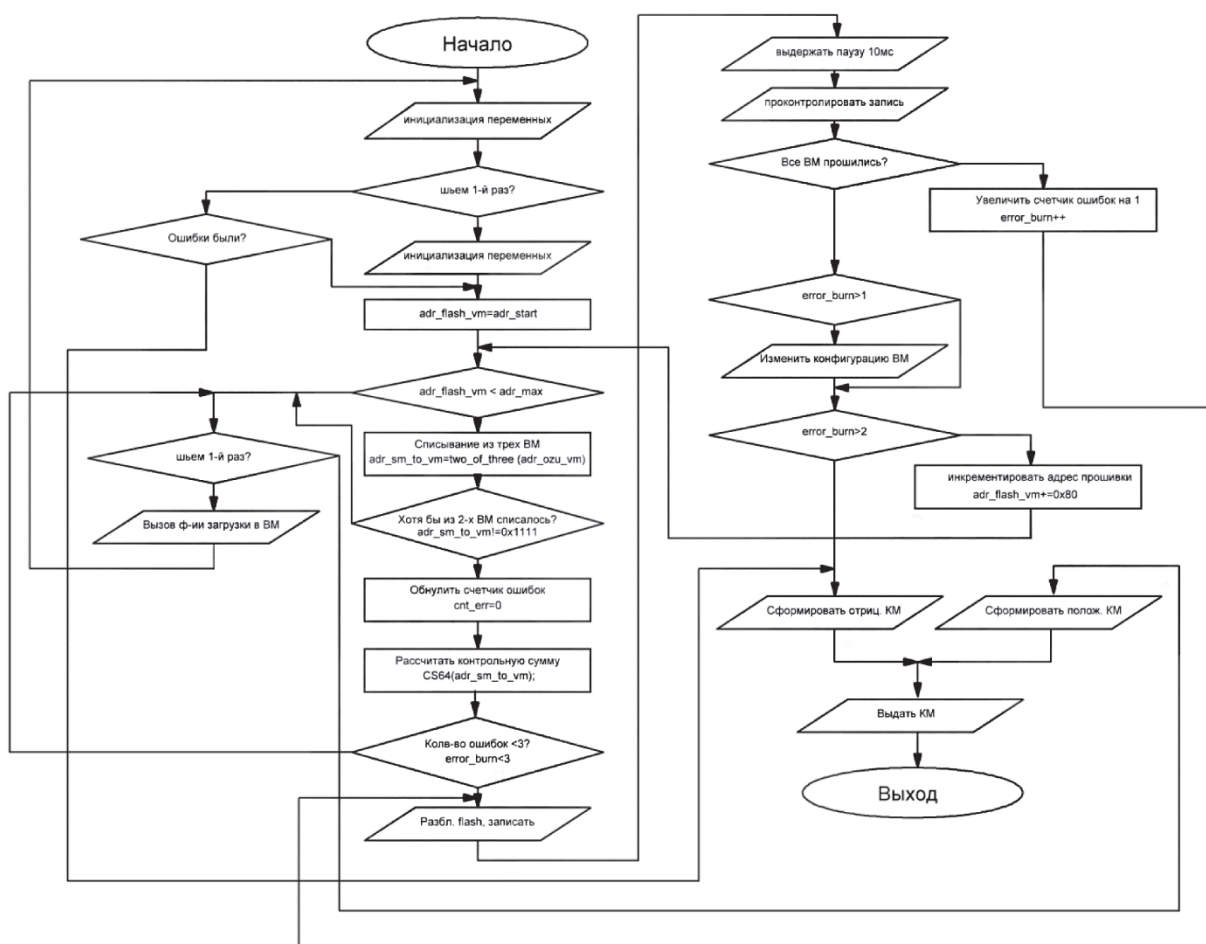 Начало
инициализация переменных
шьем 1-й раз?
Ошибки были?
инициализация переменных
adr_flash_vm=adr_start
adr_flash_vm < adr_max
Списывание из трех ВМ
adr_sm_to_vm=two_of_three (adr_ozu_vm)
шьем 1-й раз?
Вызов ф-ии загрузки в ВМ
Хотя бы из 2-х ВМ списалось?
adr_sm_to_vm!=0x1111
Обнулить счетчик ошибок
cnt_err=0
Рассчитать контрольную сумму
CS64(adr_sm_to_vm);
Колв-во ошибок <3?
error_burn<3
Разбл. flash, записать
выдержать паузу 10мс
проконтролировать запись
Все ВМ прошились?
Увеличить счетчик ошибок на 1
error_burn++
error_burn>1
Изменить конфигурацию ВМ
error_burn>2
инкрементировать адрес прошивки
adr_flash_vm+=0x80
Сформировать отриц. КМ
Сформировать полож. КМ
Выдать КМ
Выход